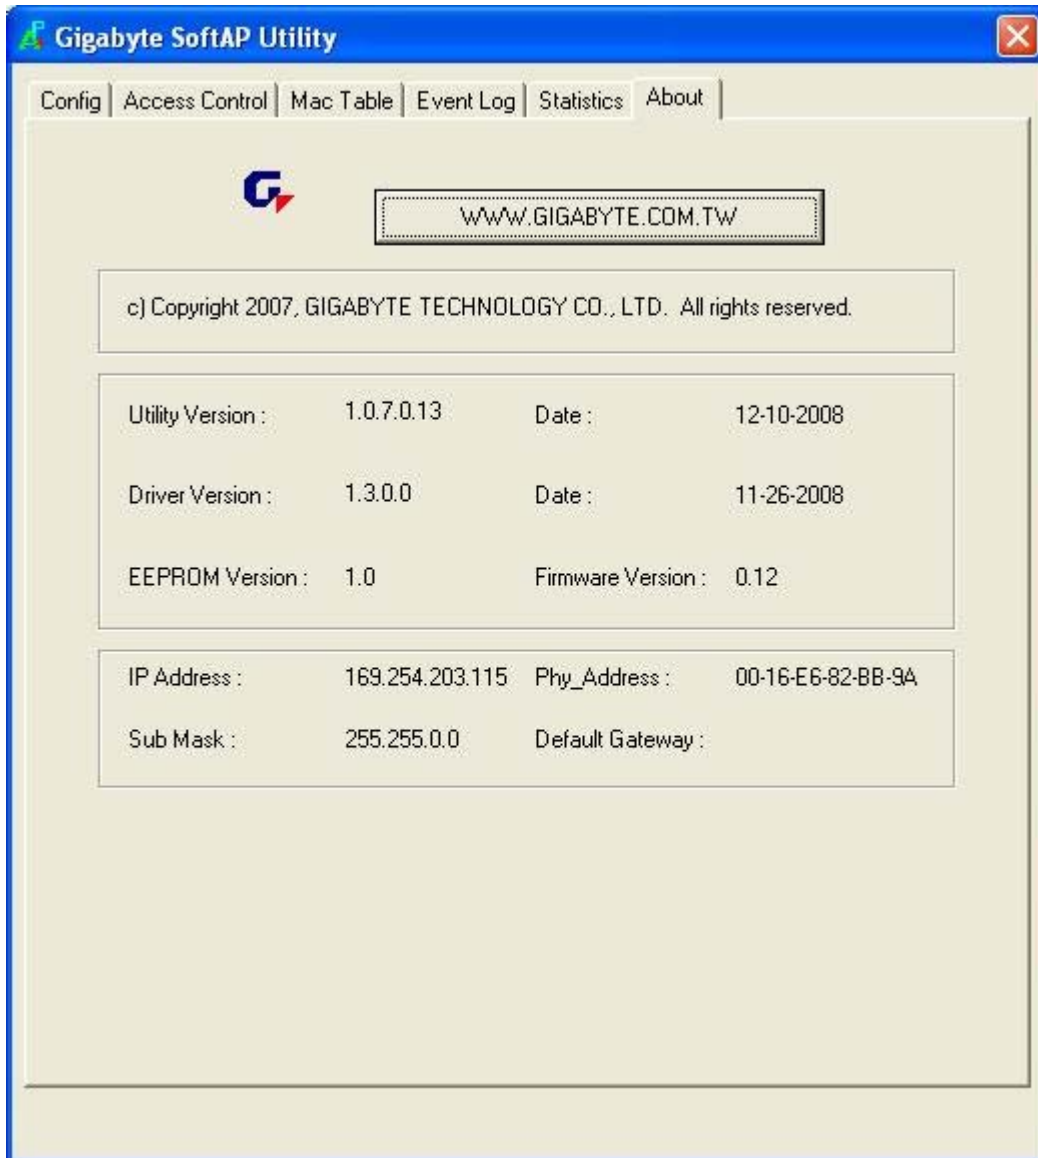 Gigabyte SoftAP Utility
Config Access Control Mac Table Event Log Statistics About
G
WWW.GIGABYTE.COM.TW
c) Copyright 2007, GIGABYTE TECHNOLOGY CO., LTD. All rights reserved.
Utility Version : 1.0.7.0.13 Date : 12-10-2008
Driver Version : 1.3.0.0 Date : 11-26-2008
EEPROM Version : 1.0 Firmware Version : 0.12
IP Address : 169.254.203.115 Phy_Address : 00-16-E6-82-BB-9A
Sub Mask : 255.255.0.0 Default Gateway :